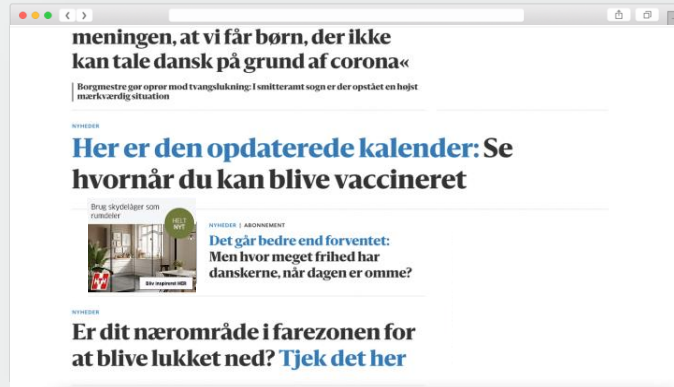 meningen, at vi får børn, der ikke
kan tale dansk på grund af corona«
Borgmestre gør oprør mod tvangslukning: I smitteramt sogn er der opstået en højst
mærkværdig situation
NYHEDER
Her er den opdaterede kalender: Se
hvornår du kan blive vaccineret
Brug skydelåger som
rumdeler
HELT
NYT
Bliv inspireret HER
NYHEDER | ABONNEMENT
Det går bedre end forventet:
Men hvor meget frihed har
danskerne, når dagen er omme?
NYHEDER
Er dit nærområde i farezonen for
at blive lukket ned? Tjek det her